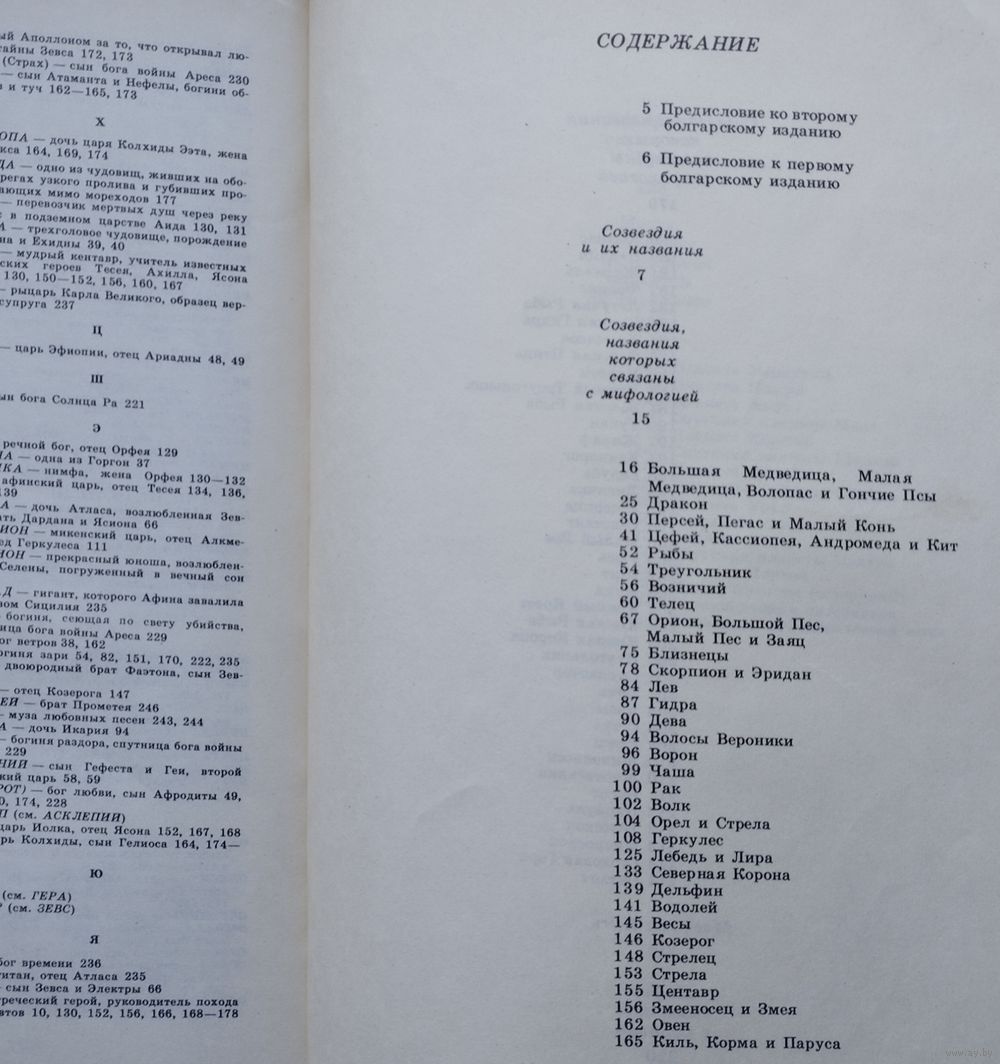 ый Аполлоном за то, что открывал лю-
тайны Зевса 172, 173
(Страх) — сын бога войны Ареса 230
— сын Атаманта и Нефелы, богини об-
и туч 162—165, 173
Х
ОПА — дочь царя Колхиды Ээта, жена
кса 164, 169, 174
ДА — одно из чудовищ, живших на обо-
регах узкого пролива и губивших про-
ающих мимо мореходов 177
— перевозчик мертвых душ через реку
в подземном царстве Аида 130, 131
А — трехголовое чудовище, порождение
на и Ехидны 39, 40
— мудрый кентавр, учитель известных
ских героев Тесея, Ахилла, Ясона
130, 150—152, 156, 160, 167
— рыцарь Карла Великого, образец вер-
супруга 237
Ц
— царь Эфиопии, отец Ариадны 48, 49
Ш
ын бога Солнца Ра 221
Э
речной бог, отец Орфея 129
ЛА — одна из Горгон 37
КА — нимфа, жена Орфея 130—132
афинский царь, отец Тесея 134, 136,
139
А — дочь Атласа, возлюбленная Зев-
ать Дардана и Ясиона 66
ИОН — микенский царь, отец Алкме-
ед Геркулеса 111
ИОН — прекрасный юноша, возлюблен-
Селены, погруженный в вечный сон
АД — гигант, которого Афина завалила
вом Сицилия 235
богиня, сеющая по свету убийства,
ница бога войны Ареса 229
ог ветров 38, 162
огиня зари 54, 82, 151, 170, 222, 235
двоюродный брат Фаэтона, сын Зев-
— отец Козерога 147
ЕЙ — брат Прометея 246
— муза любовных песен 243, 244
А — дочь Икария 94
— богиня раздора, спутница бога войны
229
НИЙ — сын Гефеста и Геи, второй
ский царь 58, 59
РОТ) — бог любви, сын Афродиты 49,
0, 174, 228
П (см. АСКЛЕПИЙ)
царь Иолка, отец Ясона 152, 167, 168
рь Колхиды, сын Гелиоса 164, 174—
Ю
(см. ГЕРА)
Р (см. ЗЕВС)
Я
бог времени 236
титан, отец Атласа 235
сын Зевса и Электры 66
греческий герой, руководитель похода
втов 10, 130, 152, 156, 166, 168—178
СОДЕРЖАНИЕ
5 Предисловие ко второму
болгарскому изданию
6 Предисловие к первому
болгарскому изданию
Созвездия
и их названия
7
Созвездия,
названия
которых
связаны
с мифологией
15
16 Большая Медведица, Малая
Медведица, Волопас и Гончие Псы
25 Дракон
30 Персей, Пегас и Малый Конь
41 Цефей, Кассиопея, Андромеда и Кит
52 Рыбы
54 Треугольник
56 Возничий
60 Телец
67 Орион, Большой Пес,
Малый Пес и Заяц
75 Близнецы
78 Скорпион и Эридан
84 Лев
87 Гидра
90 Дева
94 Волосы Вероники
96 Ворон
99 Чаша
100 Рак
102 Волк
104 Орел и Стрела
108 Геркулес
125 Лебедь и Лира
133 Северная Корона
139 Дельфин
141 Водолей
145 Весы
146 Козерог
148 Стрелец
153 Стрела
155 Центавр
156 Змееносец и Змея
162 Овен
165 Киль, Корма и Паруса
www.ay.by